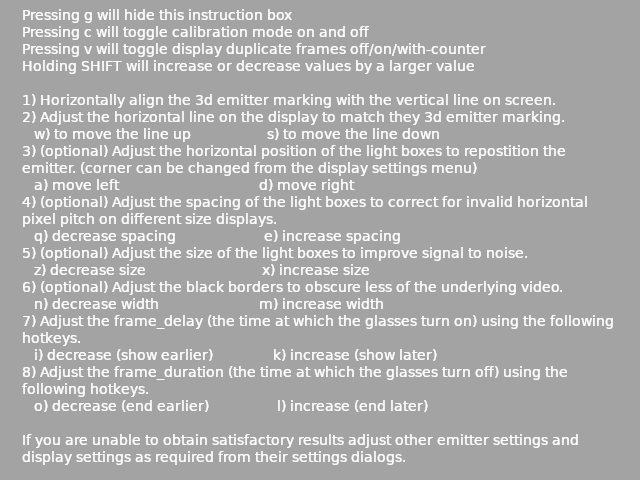 Pressing g will hide this instruction box
Pressing c will toggle calibration mode on and off
Pressing v will toggle display duplicate frames off/on/with-counter
Holding SHIFT will increase or decrease values by a larger value
1) Horizontally align the 3d emitter marking with the vertical line on screen.
2) Adjust the horizontal line on the display to match they 3d emitter marking.
w) to move the line up s) to move the line down
3) (optional) Adjust the horizontal position of the light boxes to repostition the
emitter. (corner can be changed from the display settings menu)
a) move left d) move right
4) (optional) Adjust the spacing of the light boxes to correct for invalid horizontal
pixel pitch on different size displays.
q) decrease spacing e) increase spacing
5) (optional) Adjust the size of the light boxes to improve signal to noise.
z) decrease size x) increase size
6) (optional) Adjust the black borders to obscure less of the underlying video.
n) decrease width m) increase width
7) Adjust the frame_delay (the time at which the glasses turn on) using the following
hotkeys.
i) decrease (show earlier) k) increase (show later)
8) Adjust the frame_duration (the time at which the glasses turn off) using the
following hotkeys.
o) decrease (end earlier) l) increase (end later)
If you are unable to obtain satisfactory results adjust other emitter settings and
display settings as required from their settings dialogs.